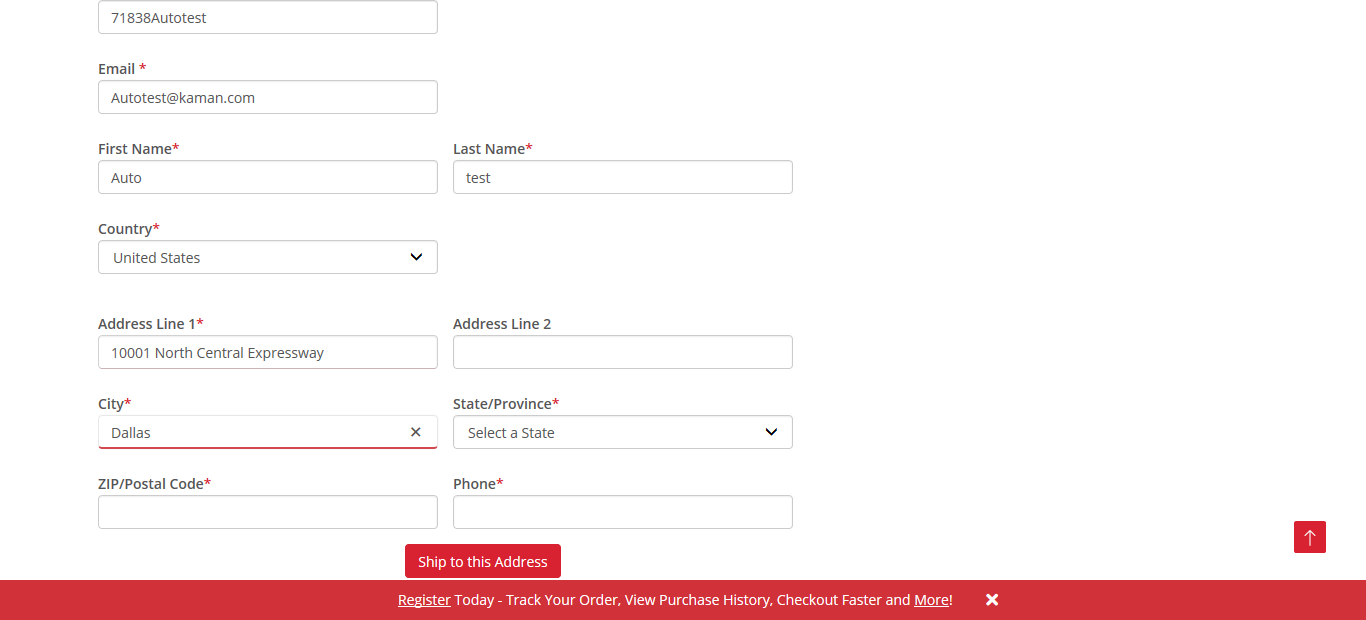 71838Autotest
Email *
Autotest@kaman.com
First Name* Last Name*
Auto test
Country*
United States
Address Line 1* Address Line 2
10001 North Central Expressway
City* State/Province*
Dallas Select a State
ZIP/Postal Code* Phone*
Ship to this Address
Register Today - Track Your Order, View Purchase History, Checkout Faster and More!